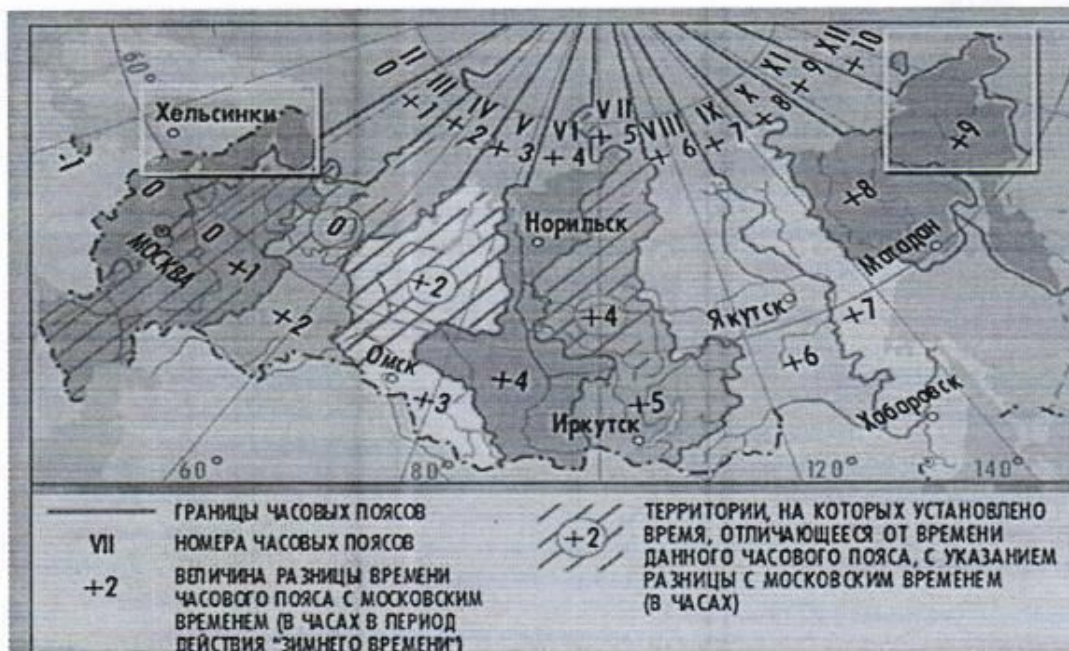 60°
Хельсинки
II
0
III
+1
IV
+2
V
+3
VI
+4
VII
+5
VIII
+6
IX
+7
X
+8
XI
+9
XII
+10
-1
0
0
МОСКВА
+1
0
+2
+2
Омск
+3
Норильск
+4
+4
Иркутск
+5
Якутск
+6
+7
+8
Магадан
+9
Хабаровск
60°
80°
120°
140°
ГРАНИЦЫ ЧАСОВЫХ ПОЯСОВ
VII НОМЕРА ЧАСОВЫХ ПОЯСОВ
+2 ВЕЛИЧИНА РАЗНИЦЫ ВРЕМЕНИ
ЧАСОВОГО ПОЯСА С МОСКОВСКИМ
ВРЕМЕНЕМ (В ЧАСАХ В ПЕРИОД
ДЕЙСТВИЯ "ЗИМНЕГО ВРЕМЕНИ")
+2 ТЕРРИТОРИИ, НА КОТОРЫХ УСТАНОВЛЕНО
ВРЕМЯ, ОТЛИЧАЮЩЕЕСЯ ОТ ВРЕМЕНИ
ДАННОГО ЧАСОВОГО ПОЯСА, С УКАЗАНИЕМ
РАЗНИЦЫ С МОСКОВСКИМ ВРЕМЕНЕМ
(В ЧАСАХ)